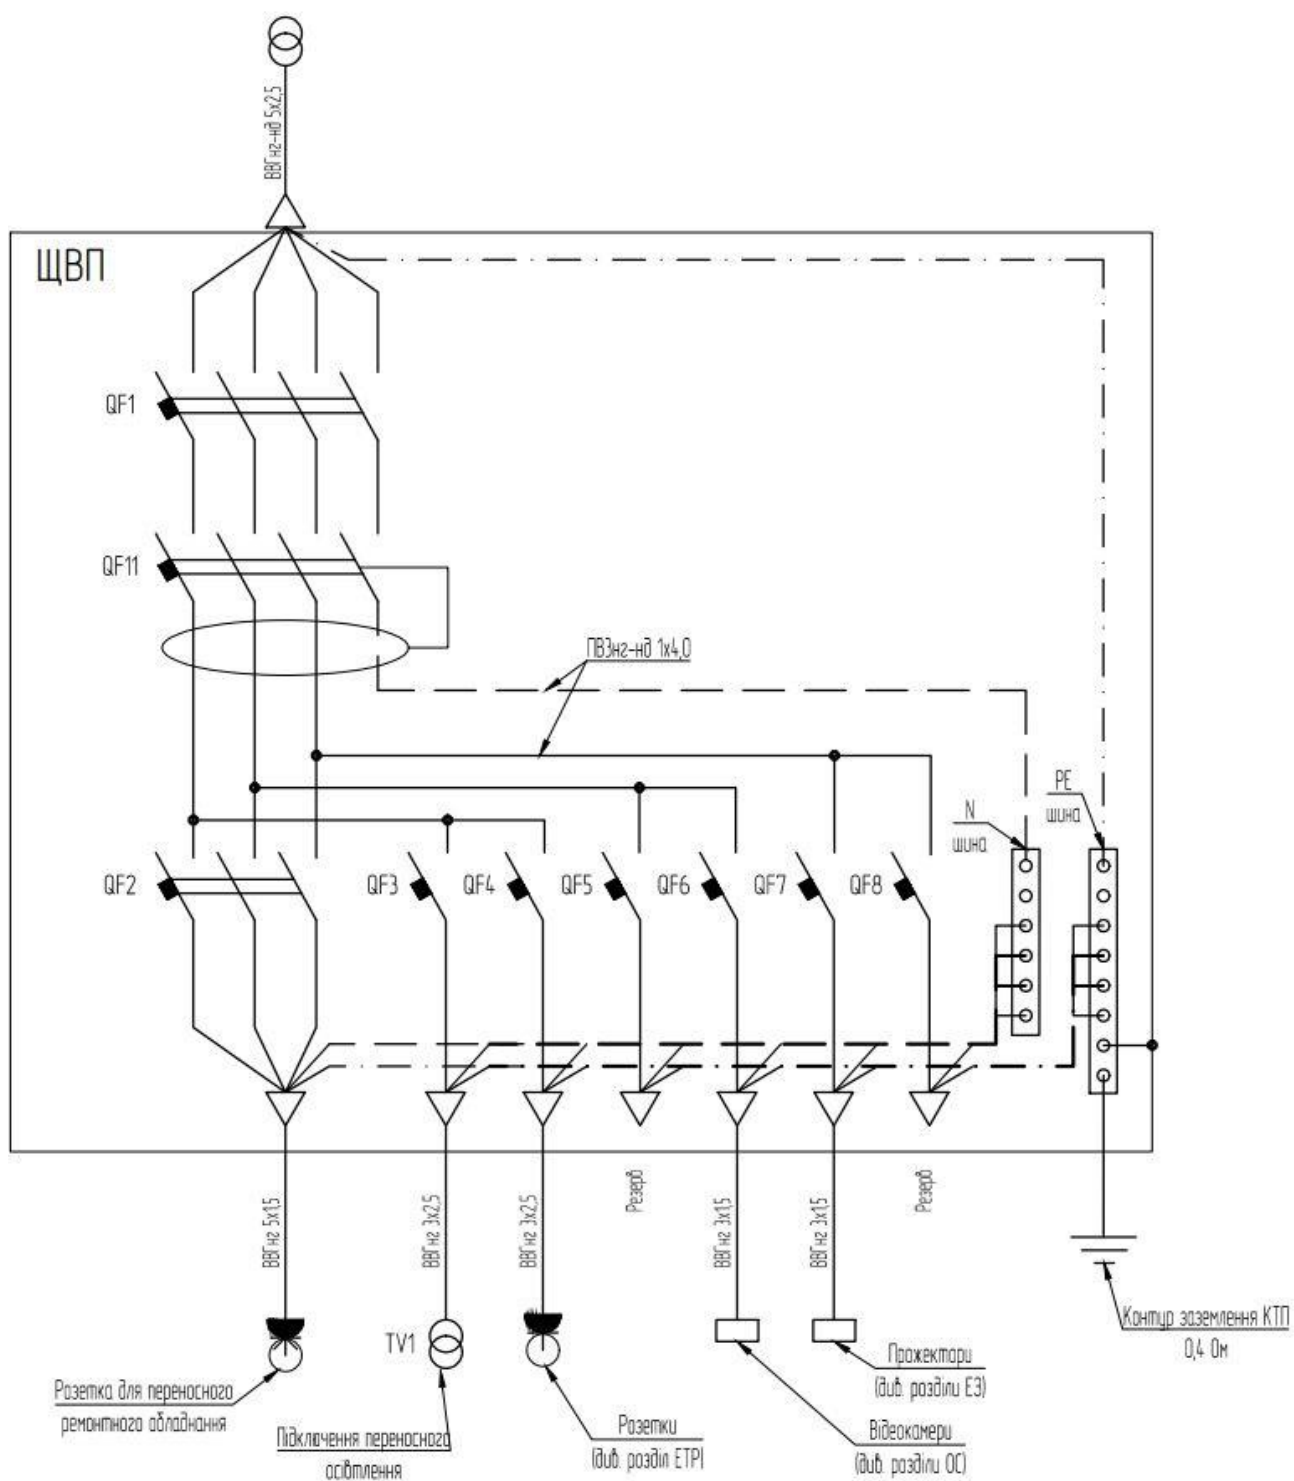 ВВГнг-нд 5х2,5
ЩВП
QF1
QF11
ПВ3нг-нд 1х4,0
РЕ
шина
N
шина
QF2
QF3
QF4
QF5
QF6
QF7
QF8
ВВГнг 5х1,5
ВВГнг 3х2,5
ВВГнг 3х2,5
Резерв
ВВГнг 3х1,5
ВВГнг 3х1,5
Резерв
TV1
Контур заземлення КТП
0,4 Ом
Розетка для переносного
ремонтного обладнання
Підключення переносного
освітлення
Розетки
(див. розділ ЕТР)
Прожектори
(див. розділи ЕЗ)
Відеокамери
(див. розділи ОС)